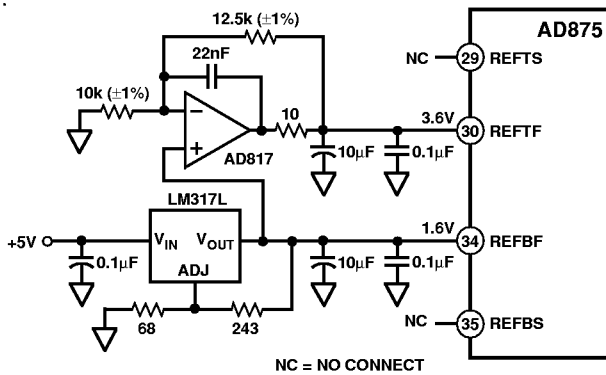 12.5k (±1%)
AD875
22nF
NC
29
REFTS
10k (±1%)
−
10
3.6V
30
REFTF
+
AD817
10μF
0.1μF
LM317L
1.6V
+5V
VIN
VOUT
34
REFBF
0.1μF
ADJ
10μF
0.1μF
68
243
NC
35
REFBS
NC = NO CONNECT